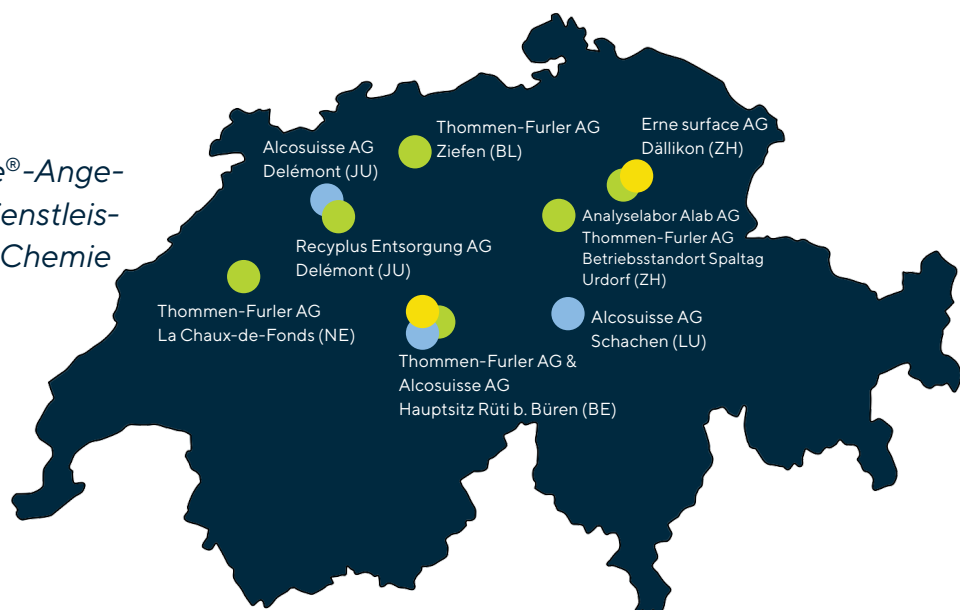 e®-Ange-
ienstleis-
Chemie
Alcosuisse AG
Delémont (JU)
Thommen-Furler AG
Ziefen (BL)
Erne surface AG
Dällikon (ZH)
Recyplus Entsorgung AG
Delémont (JU)
Analyselabor Alab AG
Thommen-Furler AG
Betriebsstandort Spaltag
Urdorf (ZH)
Thommen-Furler AG
La Chaux-de-Fonds (NE)
Alcosuisse AG
Schachen (LU)
Thommen-Furler AG &
Alcosuisse AG
Hauptsitz Rüti b. Büren (BE)